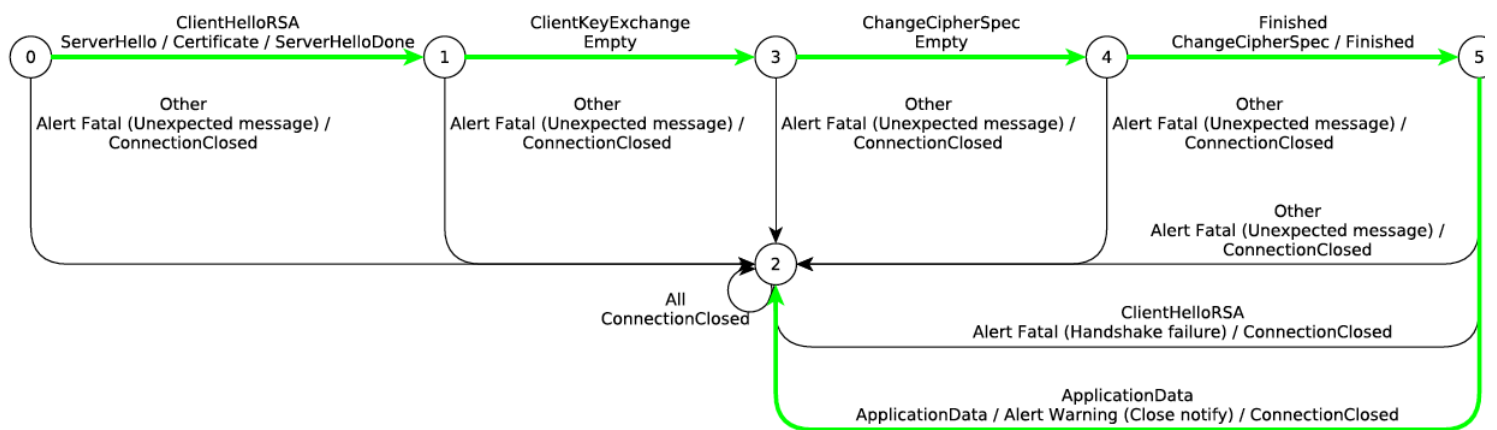 ClientHelloRSA
ServerHello / Certificate / ServerHelloDone
ClientKeyExchange
Empty
ChangeCipherSpec
Empty
Finished
ChangeCipherSpec / Finished
0
1
3
4
5
Other
Alert Fatal (Unexpected message) /
ConnectionClosed
Other
Alert Fatal (Unexpected message) /
ConnectionClosed
Other
Alert Fatal (Unexpected message) /
ConnectionClosed
Other
Alert Fatal (Unexpected message) /
ConnectionClosed
Other
Alert Fatal (Unexpected message) /
ConnectionClosed
2
All
ConnectionClosed
ClientHelloRSA
Alert Fatal (Handshake failure) / ConnectionClosed
ApplicationData
ApplicationData / Alert Warning (Close notify) / ConnectionClosed